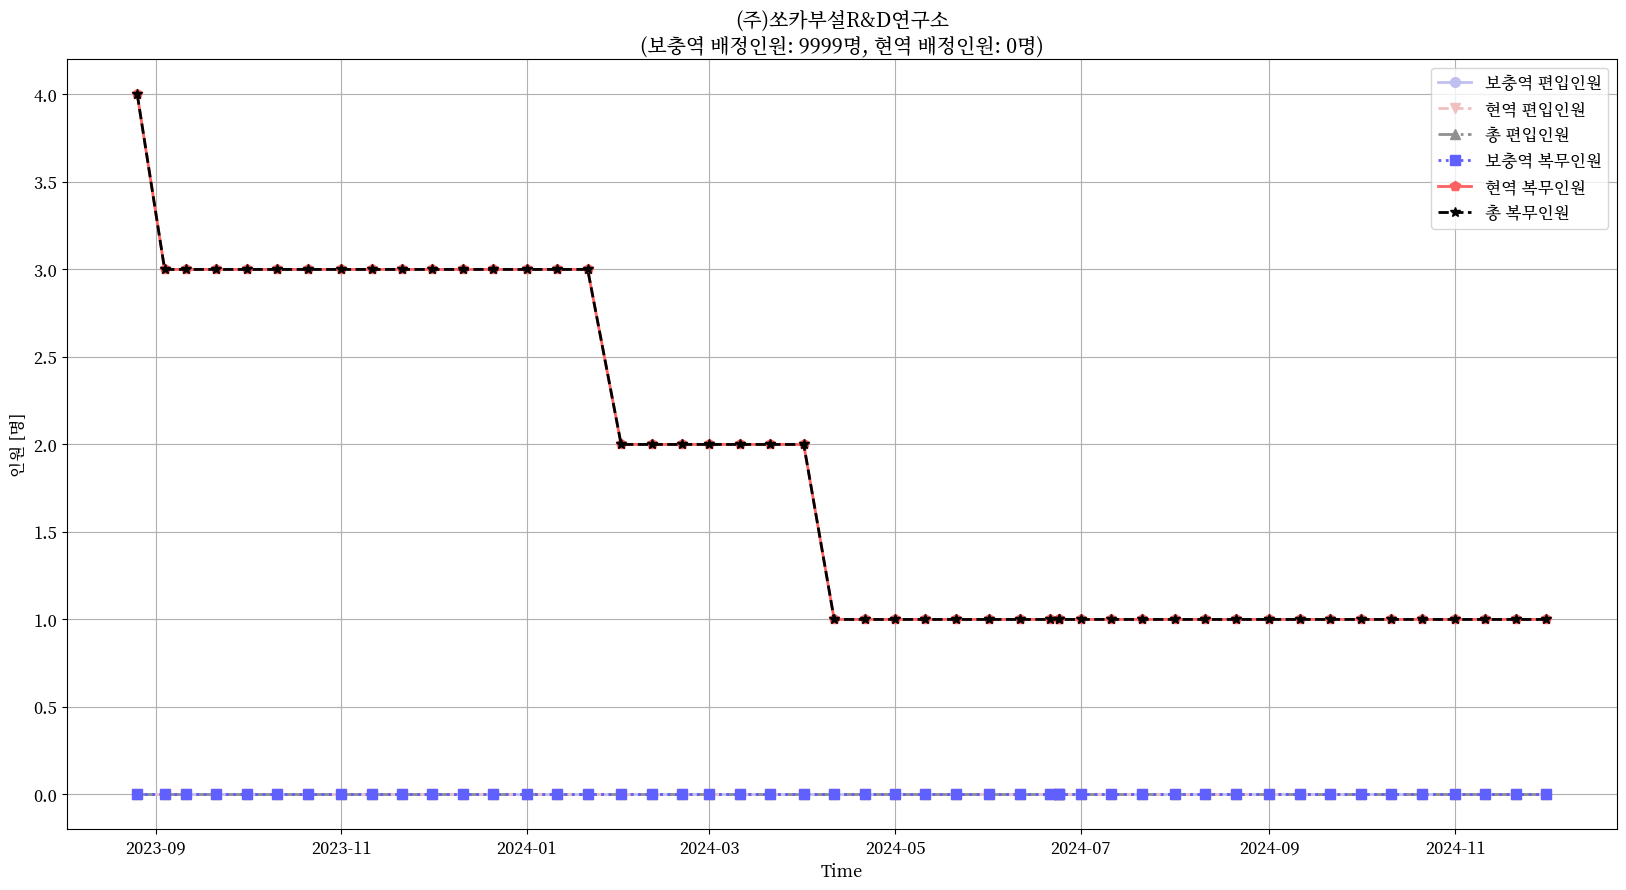 (주)쏘카부설R&D연구소
(보충역 배정인원: 9999명, 현역 배정인원: 0명)
보충역 편입인원
현역 편입인원
총 편입인원
보충역 복무인원
현역 복무인원
총 복무인원
4.0
3.5
3.0
2.5
2.0
1.5
1.0
0.5
0.0
인원 [명]
2023-09
2023-11
2024-01
2024-03
2024-05
2024-07
2024-09
2024-11
Time